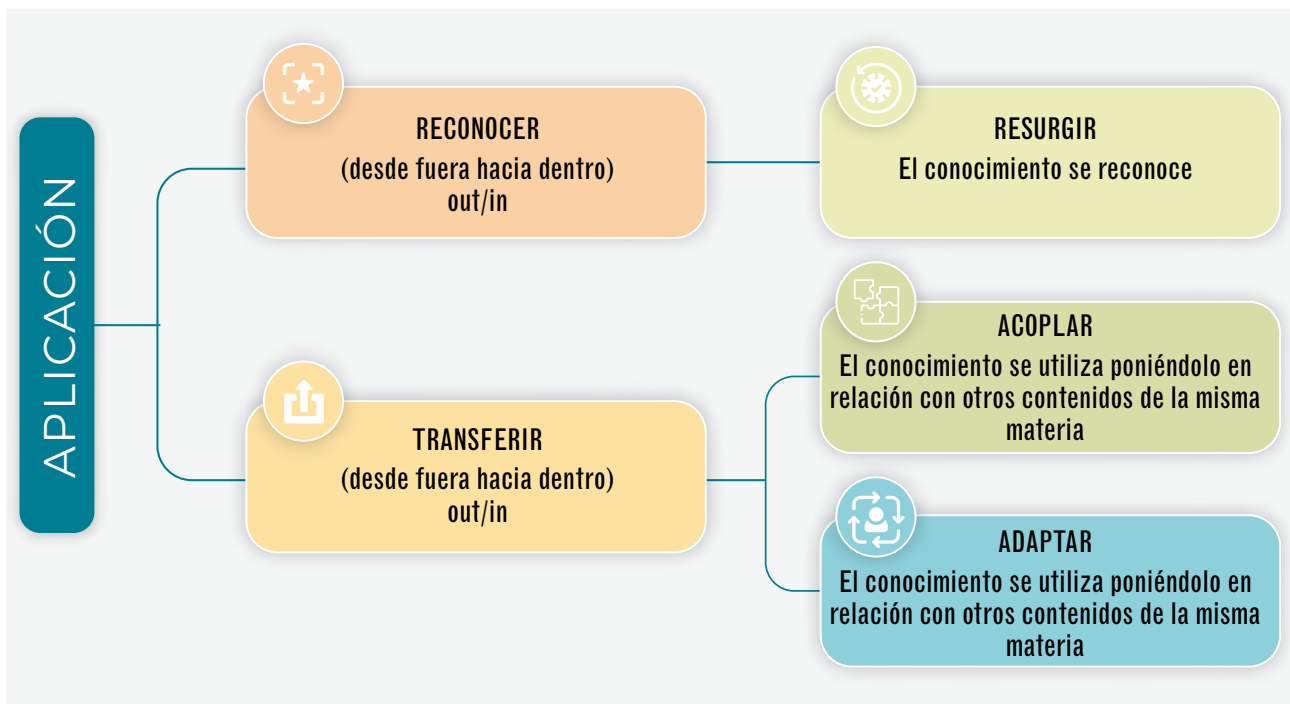 APLICACIÓN
RECONOCER
(desde fuera hacia dentro)
out/in
RESURGIR
El conocimiento se reconoce
TRANSFERIR
(desde fuera hacia dentro)
out/in
ACOPLAR
El conocimiento se utiliza poniéndolo en
relación con otros contenidos de la misma
materia
ADAPTAR
El conocimiento se utiliza poniéndolo en
relación con otros contenidos de la misma
materia